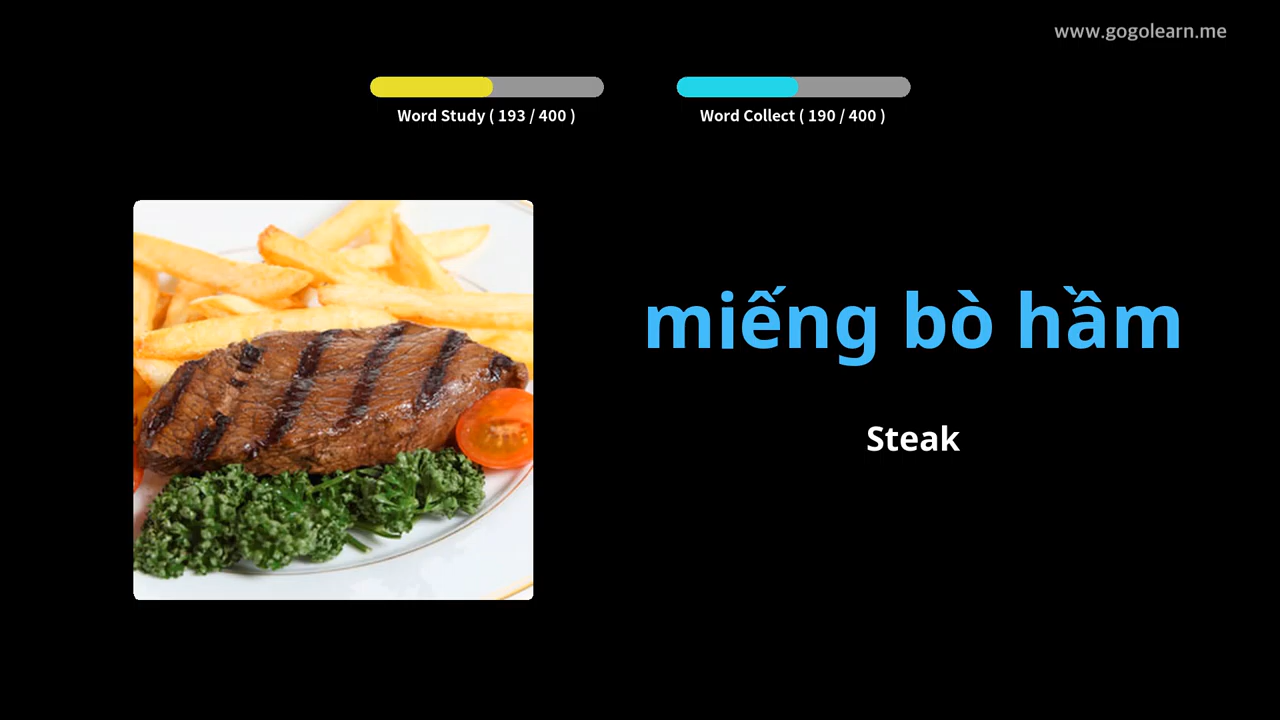 www.gogolearn.me
Word Study ( 193 / 400 )
Word Collect ( 190 / 400 )
miếng bò hầm
Steak